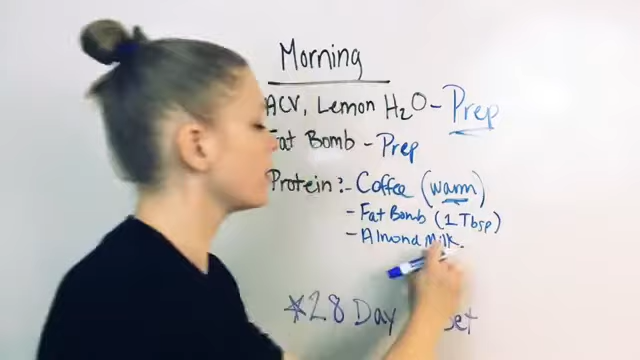 Morning
ACV, Lemon H₂O - Prep
Fat Bomb - Prep
Protein :- Coffee (warm)
- Fat Bomb (1 Tbsp)
- Almond Milk.
*28 Day